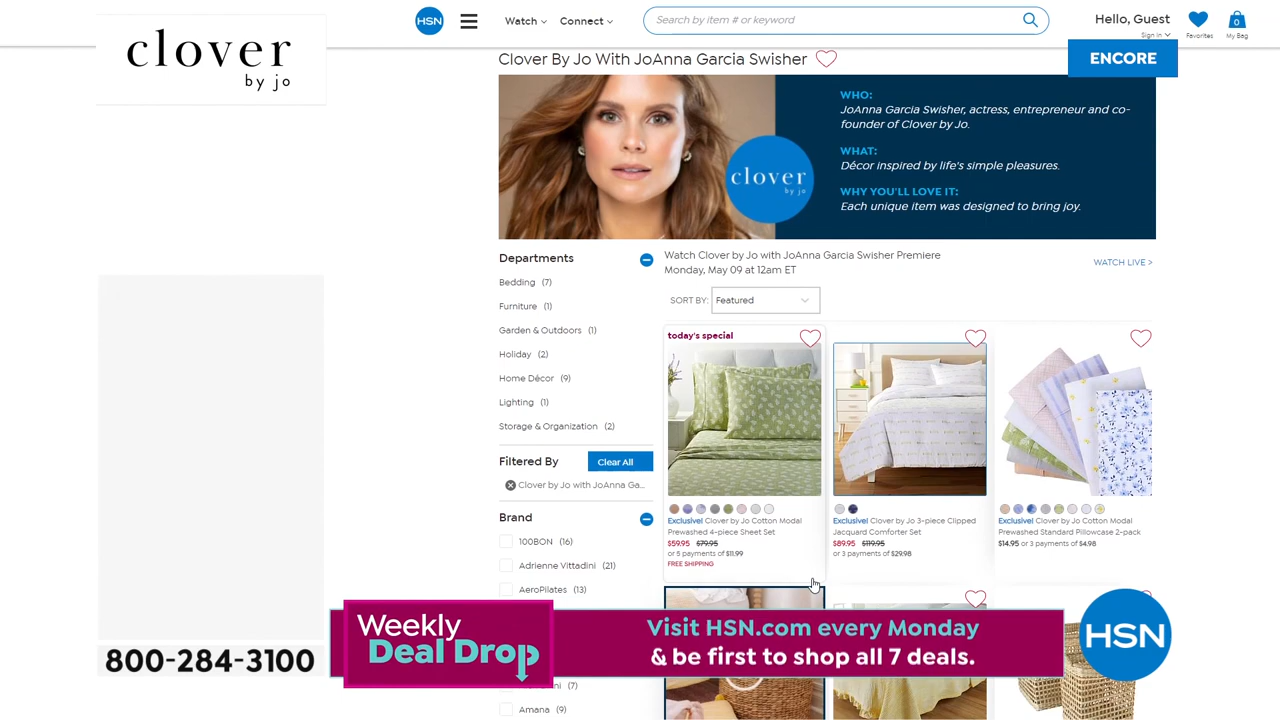 clover
by jo
HSN
Watch
Connect
Search by item # or keyword
Hello, Guest
Sign in
Favorites
0
My Bag
Clover By Jo With JoAnna Garcia Swisher
ENCORE
clover
by jo
WHO:
JoAnna Garcia Swisher, actress, entrepreneur and co-
founder of Clover by Jo.
WHAT:
Décor inspired by life's simple pleasures.
WHY YOU'LL LOVE IT:
Each unique item was designed to bring joy.
Departments
Bedding (7)
Furniture (1)
Garden & Outdoors (1)
Holiday (2)
Home Décor (9)
Lighting (1)
Storage & Organization (2)
Filtered By
Clear All
Clover by Jo with JoAnna Ga...
Brand
100BON (16)
Adrienne Vittadini (21)
AeroPilates (13)
(7)
Amana (9)
Watch Clover by Jo with JoAnna Garcia Swisher Premiere
Monday, May 09 at 12am ET
WATCH LIVE >
SORT BY: Featured
today's special
Exclusive! Clover by Jo Cotton Modal
Prewashed 4-piece Sheet Set
$59.95 $79.95
or 5 payments of $11.99
FREE SHIPPING
Exclusive! Clover by Jo 3-piece Clipped
Jacquard Comforter Set
$89.95 $119.95
or 3 payments of $29.98
Exclusive! Clover by Jo Cotton Modal
Prewashed Standard Pillowcase 2-pack
$14.95 or 3 payments of $4.98
800-284-3100
Weekly
Deal Drop
Visit HSN.com every Monday
& be first to shop all 7 deals.
HSN